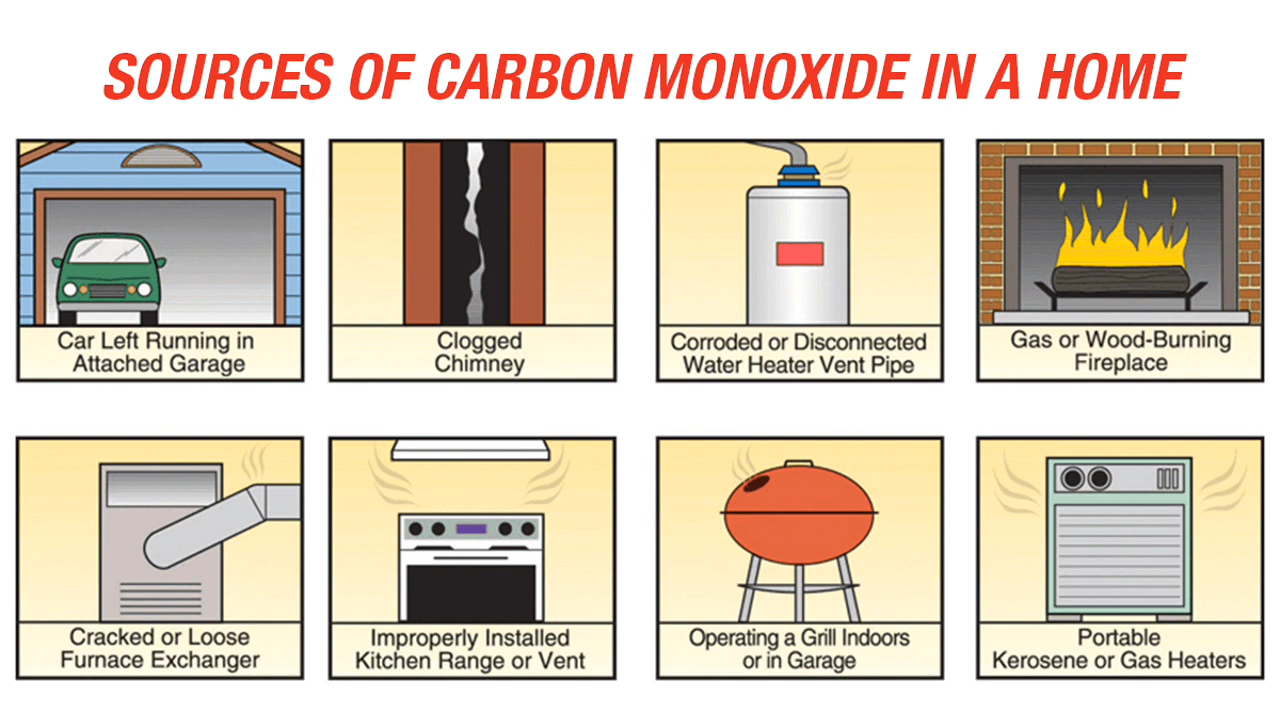 SOURCES OF CARBON MONOXIDE IN A HOME
Car Left Running in
Attached Garage
Clogged
Chimney
Corroded or Disconnected
Water Heater Vent Pipe
Gas or Wood-Burning
Fireplace
Cracked or Loose
Furnace Exchanger
Improperly Installed
Kitchen Range or Vent
Operating a Grill Indoors
or in Garage
Portable
Kerosene or Gas Heaters